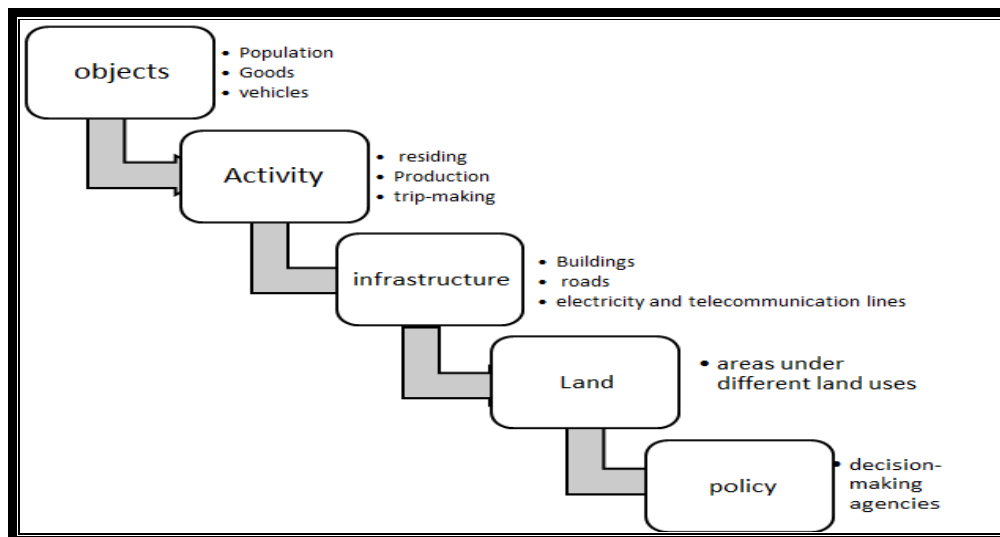 objects
• Population
• Goods
• vehicles
Activity
• residing
• Production
• trip-making
infrastructure
• Buildings
• roads
• electricity and telecommunication lines
Land
• areas under
different land uses
policy
• decision-
making
agencies